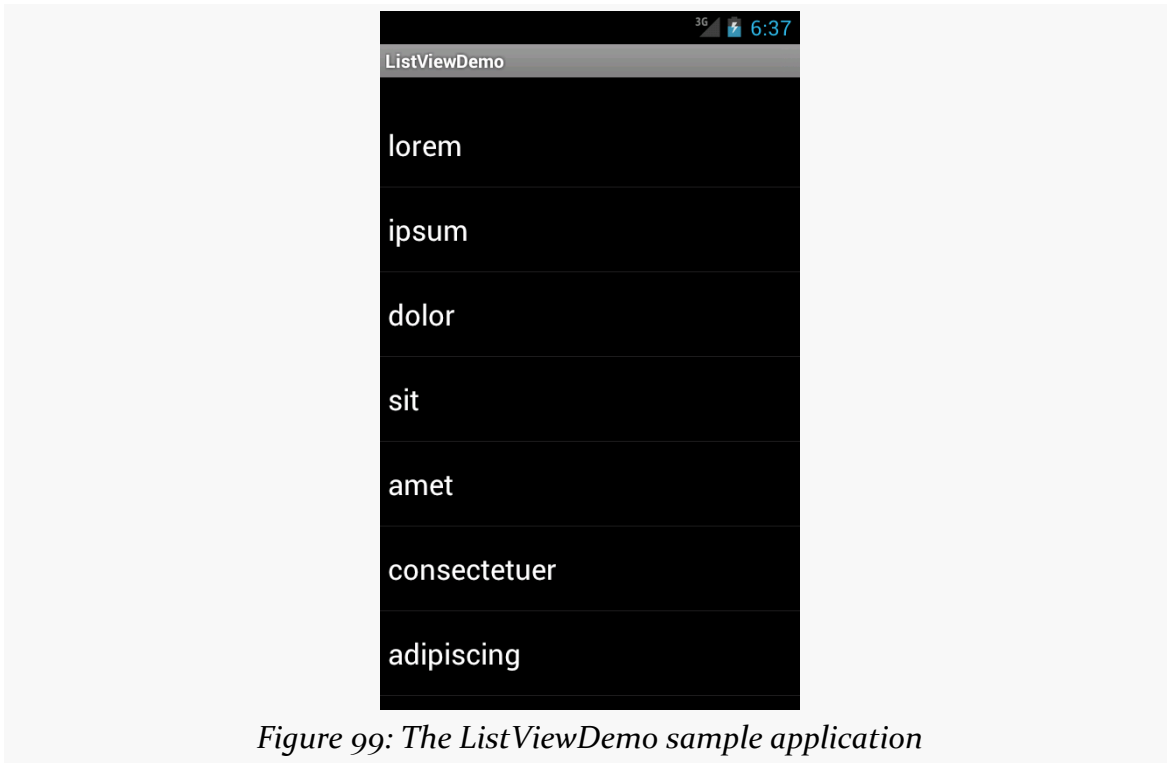 3G 6:37
ListViewDemo
lorem
ipsum
dolor
sit
amet
consectetuer
adipiscing
Figure 99: The ListViewDemo sample application